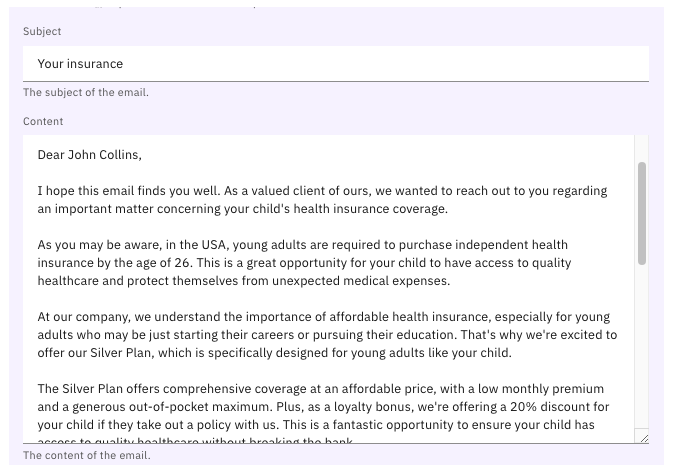 Subject
Your insurance
The subject of the email.
Content
Dear John Collins,
I hope this email finds you well. As a valued client of ours, we wanted to reach out to you regarding
an important matter concerning your child's health insurance coverage.
As you may be aware, in the USA, young adults are required to purchase independent health
insurance by the age of 26. This is a great opportunity for your child to have access to quality
healthcare and protect themselves from unexpected medical expenses.
At our company, we understand the importance of affordable health insurance, especially for young
adults who may be just starting their careers or pursuing their education. That's why we're excited to
offer our Silver Plan, which is specifically designed for young adults like your child.
The Silver Plan offers comprehensive coverage at an affordable price, with a low monthly premium
and a generous out-of-pocket maximum. Plus, as a loyalty bonus, we're offering a 20% discount for
your child if they take out a policy with us. This is a fantastic opportunity to ensure your child has
access to quality healthcare without breaking the bank.
The content of the email.